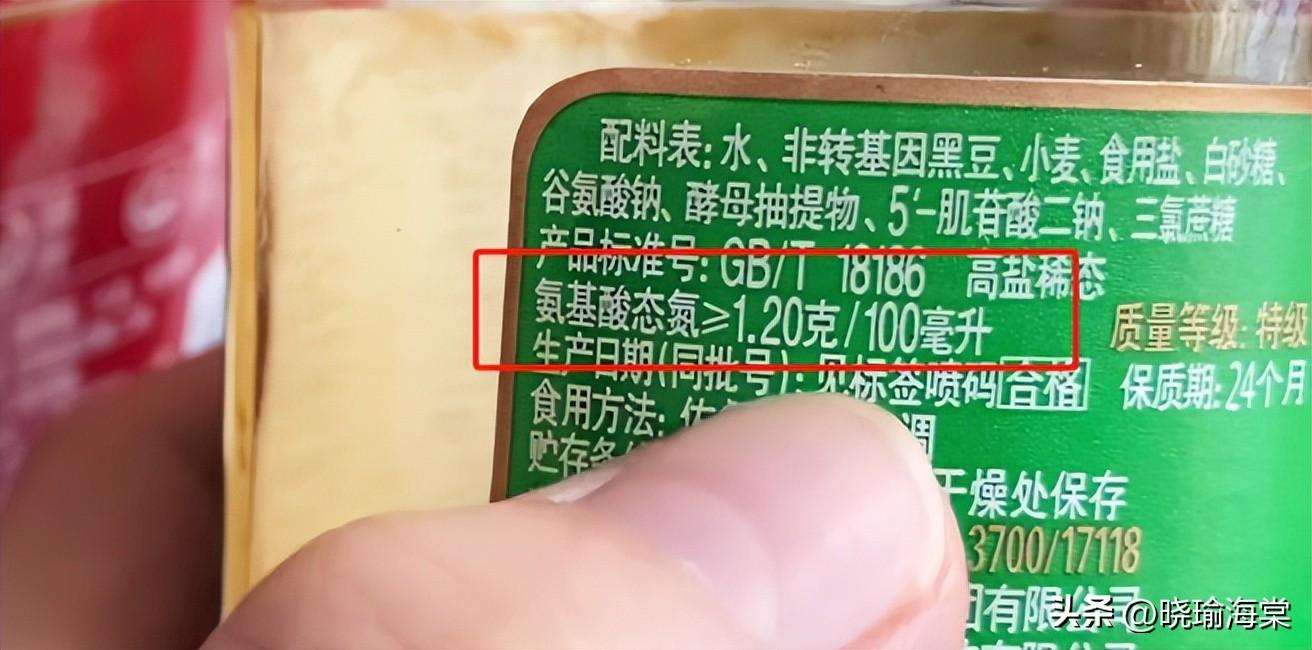 配料表:水、非转基因黑豆、小麦、食用盐、白砂糖、
谷氨酸钠、酵母抽提物、5'-肌苷酸二钠、三氯蔗糖
产品标准号:GB/T 18186 高盐稀态
氨基酸态氮≥1.20克/100毫升 质量等级:特级
生产日期(同批号):见标签喷码 合格 保质期:24个月
食用方法: 调
贮存条 干燥处保存
3700/17118
团有限公司
头条 @晓瑜海棠